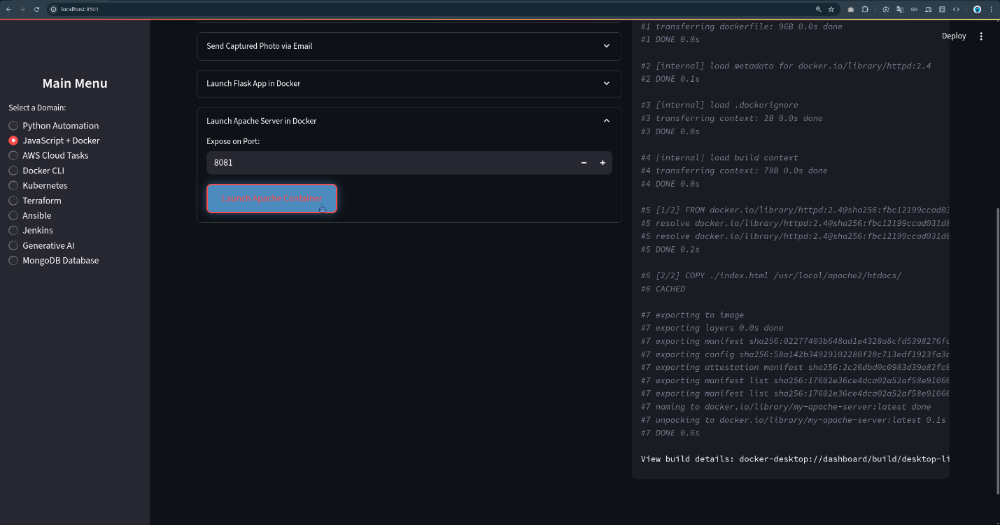 localhost:8501
Deploy
Main Menu
Select a Domain:
Python Automation
JavaScript + Docker
AWS Cloud Tasks
Docker CLI
Kubernetes
Terraform
Ansible
Jenkins
Generative AI
MongoDB Database
Send Captured Photo via Email
Launch Flask App in Docker
Launch Apache Server in Docker
Expose on Port:
8081
Launch Apache Container
#1 transferring dockerfile: 96B 0.0s done
#1 DONE 0.0s
#2 [internal] load metadata for docker.io/library/httpd:2.4
#2 DONE 0.1s
#3 [internal] load .dockerignore
#3 transferring context: 2B 0.0s done
#3 DONE 0.0s
#4 [internal] load build context
#4 transferring context: 78B 0.0s done
#4 DONE 0.0s
#5 [1/2] FROM docker.io/library/httpd:2.4@sha256:fbc12199ccad03
#5 resolve docker.io/library/httpd:2.4@sha256:fbc12199ccad031d8
#5 resolve docker.io/library/httpd:2.4@sha256:fbc12199ccad031d8
#5 DONE 0.2s
#6 [2/2] COPY ./index.html /usr/local/apache2/htdocs/
#6 CACHED
#7 exporting to image
#7 exporting layers 0.0s done
#7 exporting manifest sha256:02277403b648ad1e4328a8cfd5398276fc
#7 exporting config sha256:58a142b34929102280f28c713edf1923fa3c
#7 exporting attestation manifest sha256:2c26dbd0c0983d39a82fc0
#7 exporting manifest list sha256:17602e36ce4dca02a52af58e91066
#7 exporting manifest list sha256:17602e36ce4dca02a52af58e91066
#7 naming to docker.io/library/my-apache-server:latest done
#7 unpacking to docker.io/library/my-apache-server:latest 0.1s
#7 DONE 0.6s
View build details: docker-desktop://dashboard/build/desktop-li